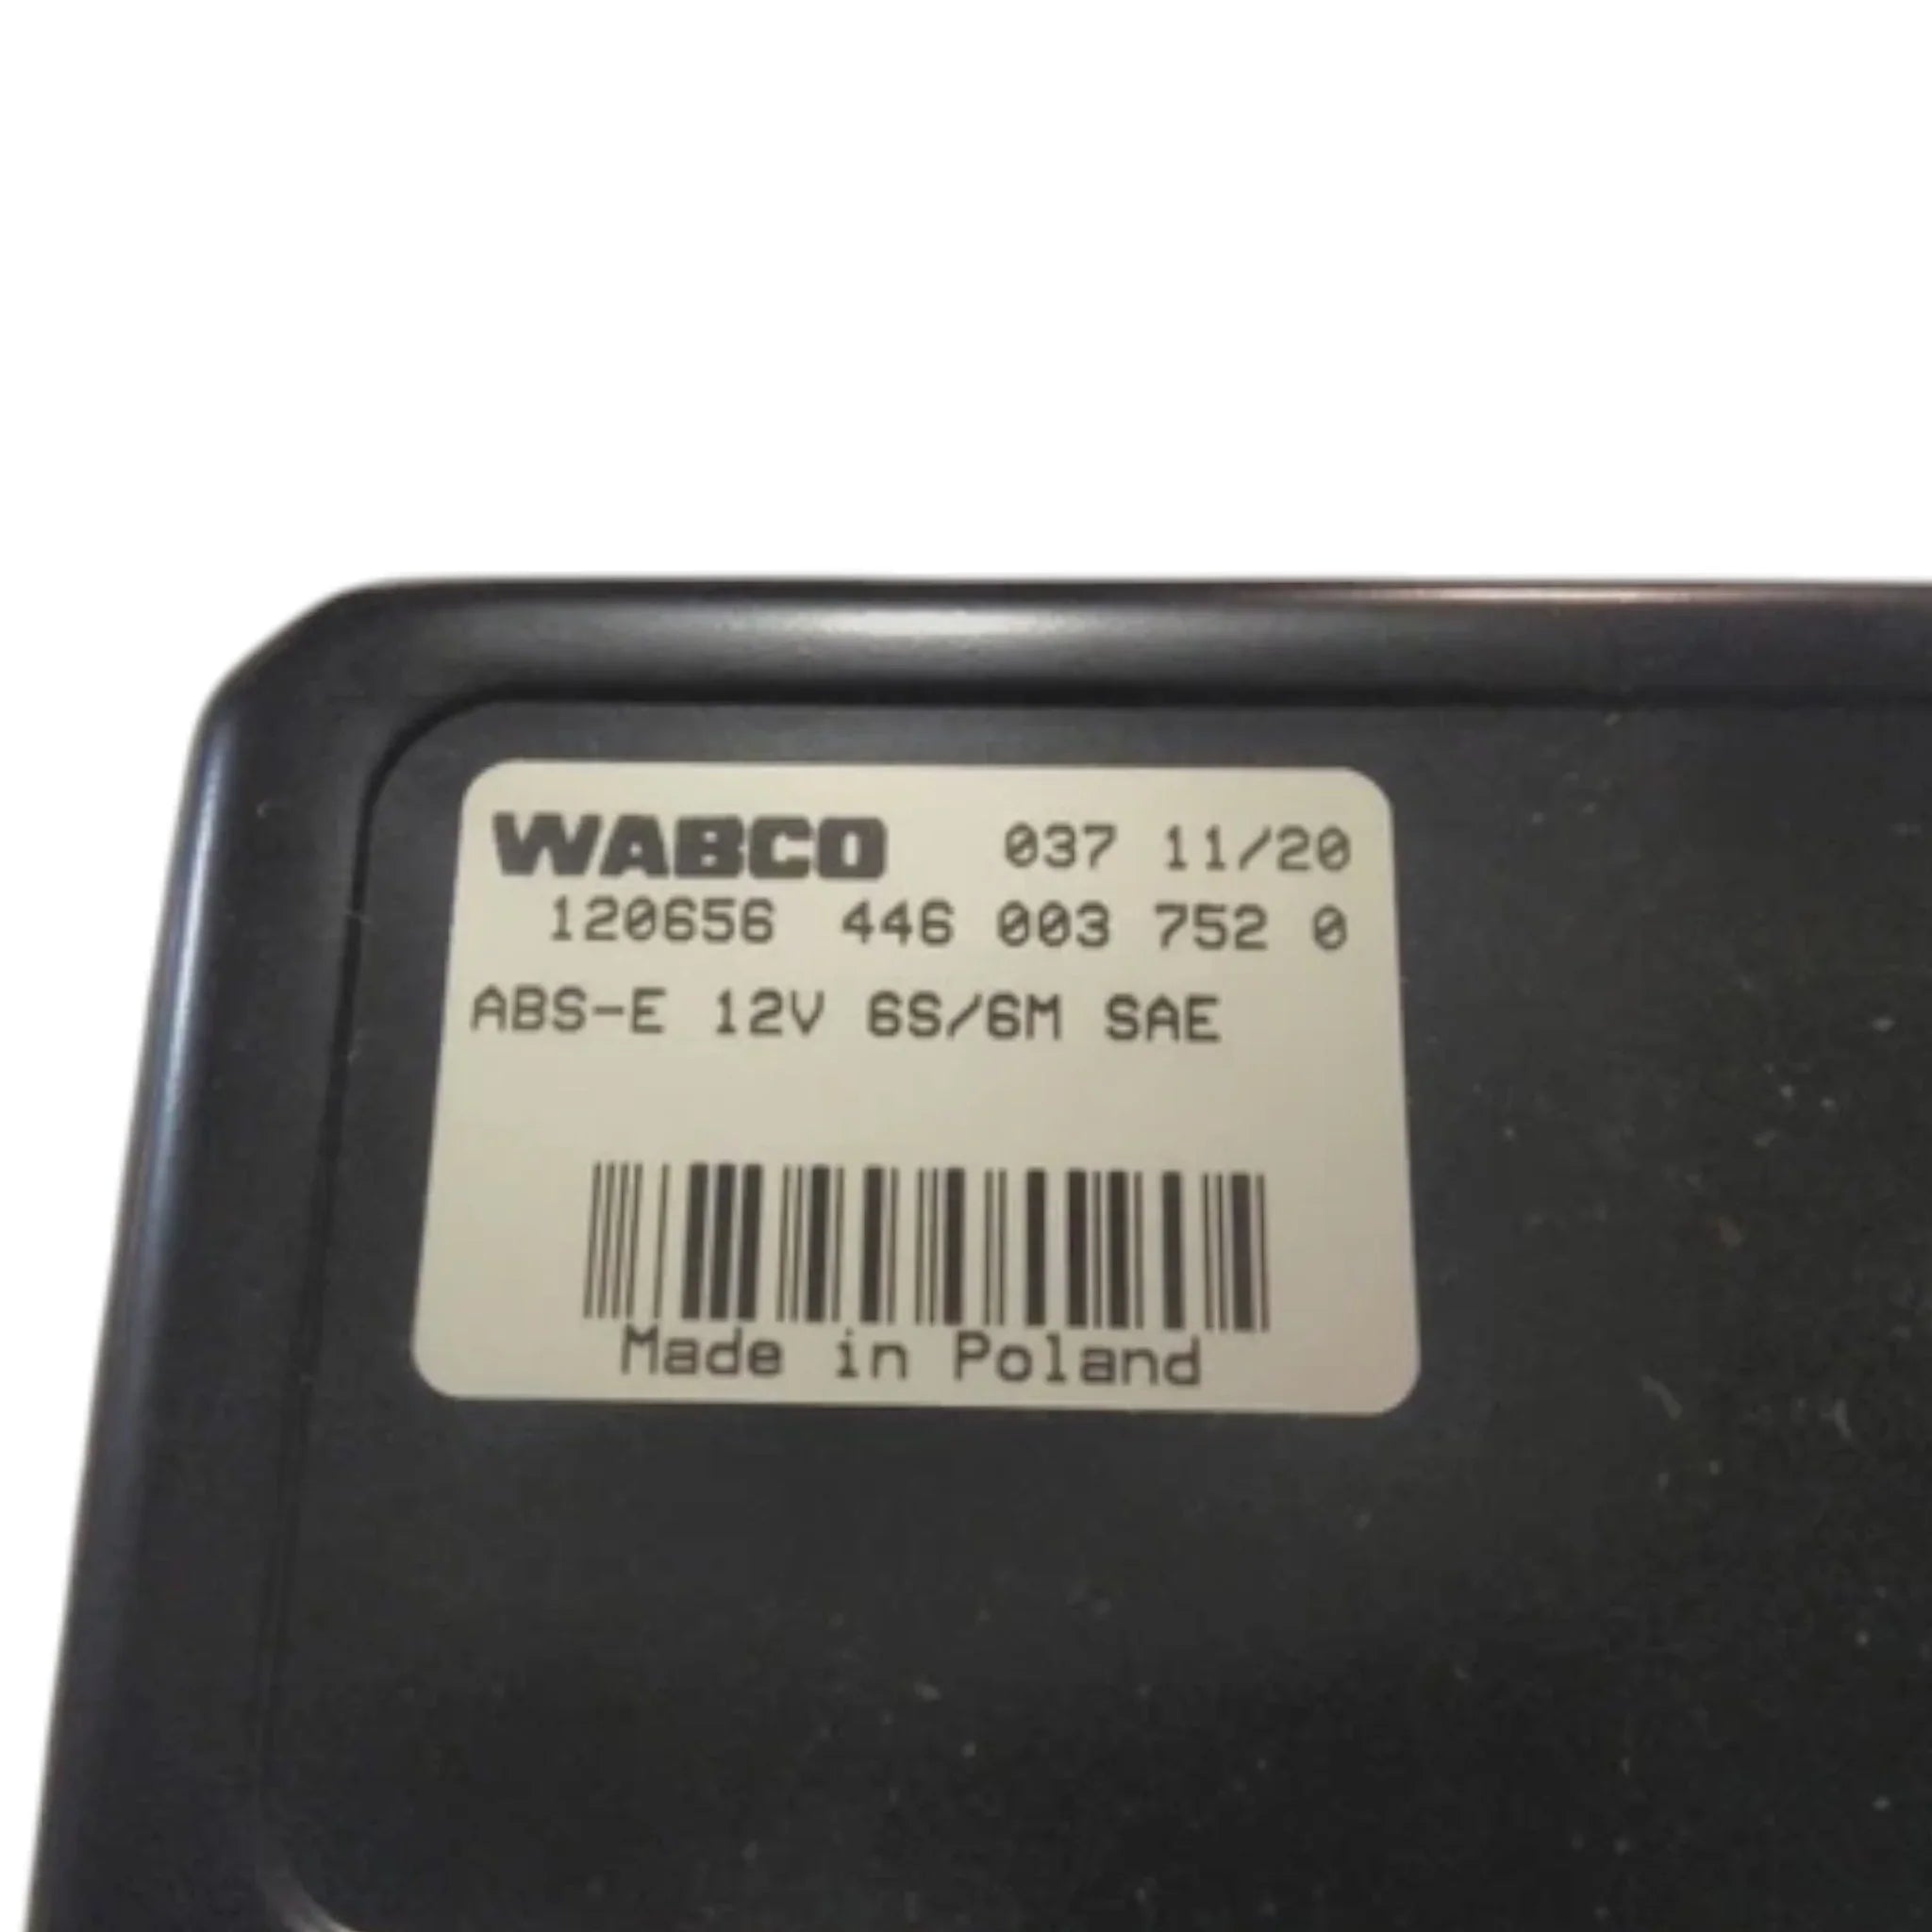 WABCO 037 11/20
120656 446 003 752 0
ABS-E 12V 6S/6M SAE
Made in Poland